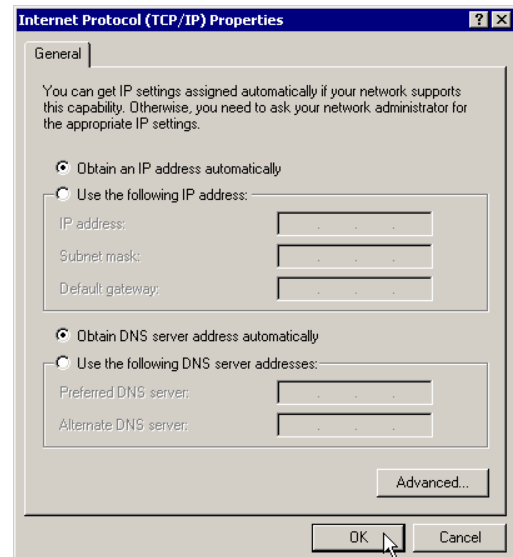 Internet Protocol (TCP/IP) Properties
General
You can get IP settings assigned automatically if your network supports
this capability. Otherwise, you need to ask your network administrator for
the appropriate IP settings.
Obtain an IP address automatically
Use the following IP address:
IP address:
Subnet mask:
Default gateway:
Obtain DNS server address automatically
Use the following DNS server addresses:
Preferred DNS server:
Alternate DNS server:
Advanced...
OK Cancel